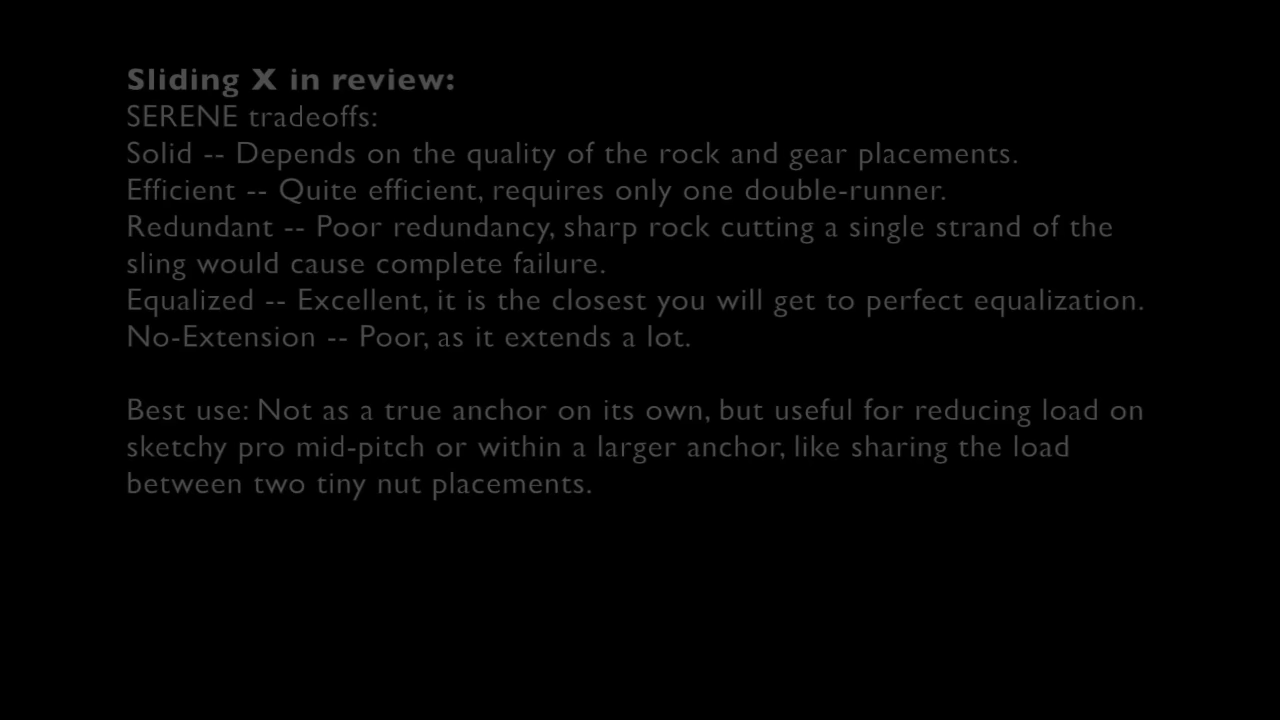 Sliding X in review:
SERENE tradeoffs:
Solid -- Depends on the quality of the rock and gear placements.
Efficient -- Quite efficient, requires only one double-runner.
Redundant -- Poor redundancy, sharp rock cutting a single strand of the
sling would cause complete failure.
Equalized -- Excellent, it is the closest you will get to perfect equalization.
No-Extension -- Poor, as it extends a lot.
Best use: Not as a true anchor on its own, but useful for reducing load on
sketchy pro mid-pitch or within a larger anchor, like sharing the load
between two tiny nut placements.